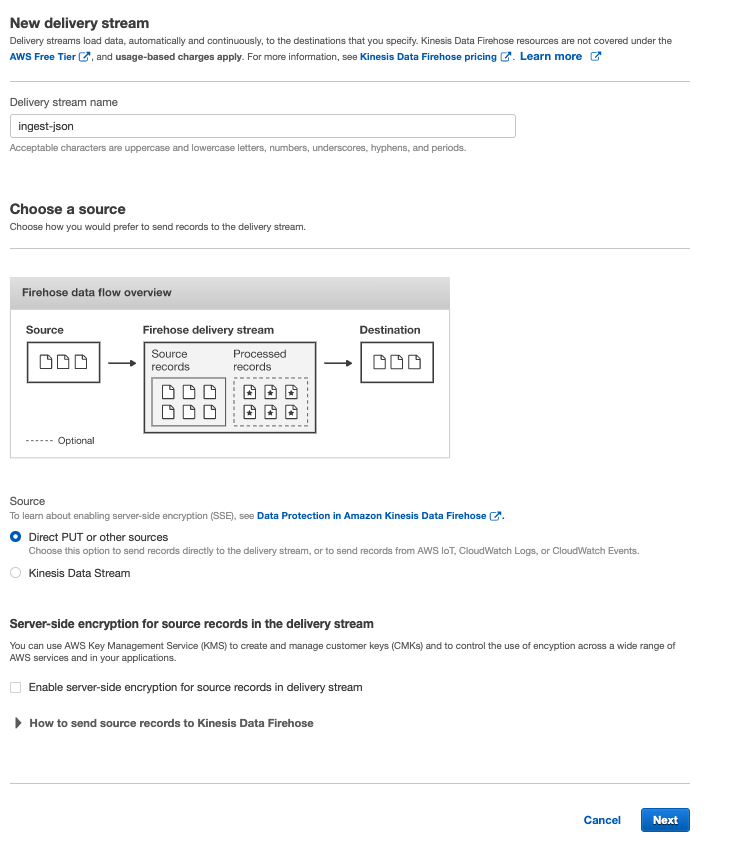 New delivery stream
Delivery streams load data, automatically and continuously, to the destinations that you specify. Kinesis Data Firehose resources are not covered under the
AWS Free Tier, and usage-based charges apply. For more information, see Kinesis Data Firehose pricing. Learn more
Delivery stream name
ingest-json
Acceptable characters are uppercase and lowercase letters, numbers, underscores, hyphens, and periods.
Choose a source
Choose how you would prefer to send records to the delivery stream.
Firehose data flow overview
Source
Firehose delivery stream
Destination
Source
records
Processed
records
Optional
Source
To learn about enabling server-side encryption (SSE), see Data Protection in Amazon Kinesis Data Firehose.
Direct PUT or other sources
Choose this option to send records directly to the delivery stream, or to send records from AWS IoT, CloudWatch Logs, or CloudWatch Events.
Kinesis Data Stream
Server-side encryption for source records in the delivery stream
You can use AWS Key Management Service (KMS) to create and manage customer keys (CMKs) and to control the use of encyption across a wide range of
AWS services and in your applications.
Enable server-side encryption for source records in delivery stream
How to send source records to Kinesis Data Firehose
Cancel
Next